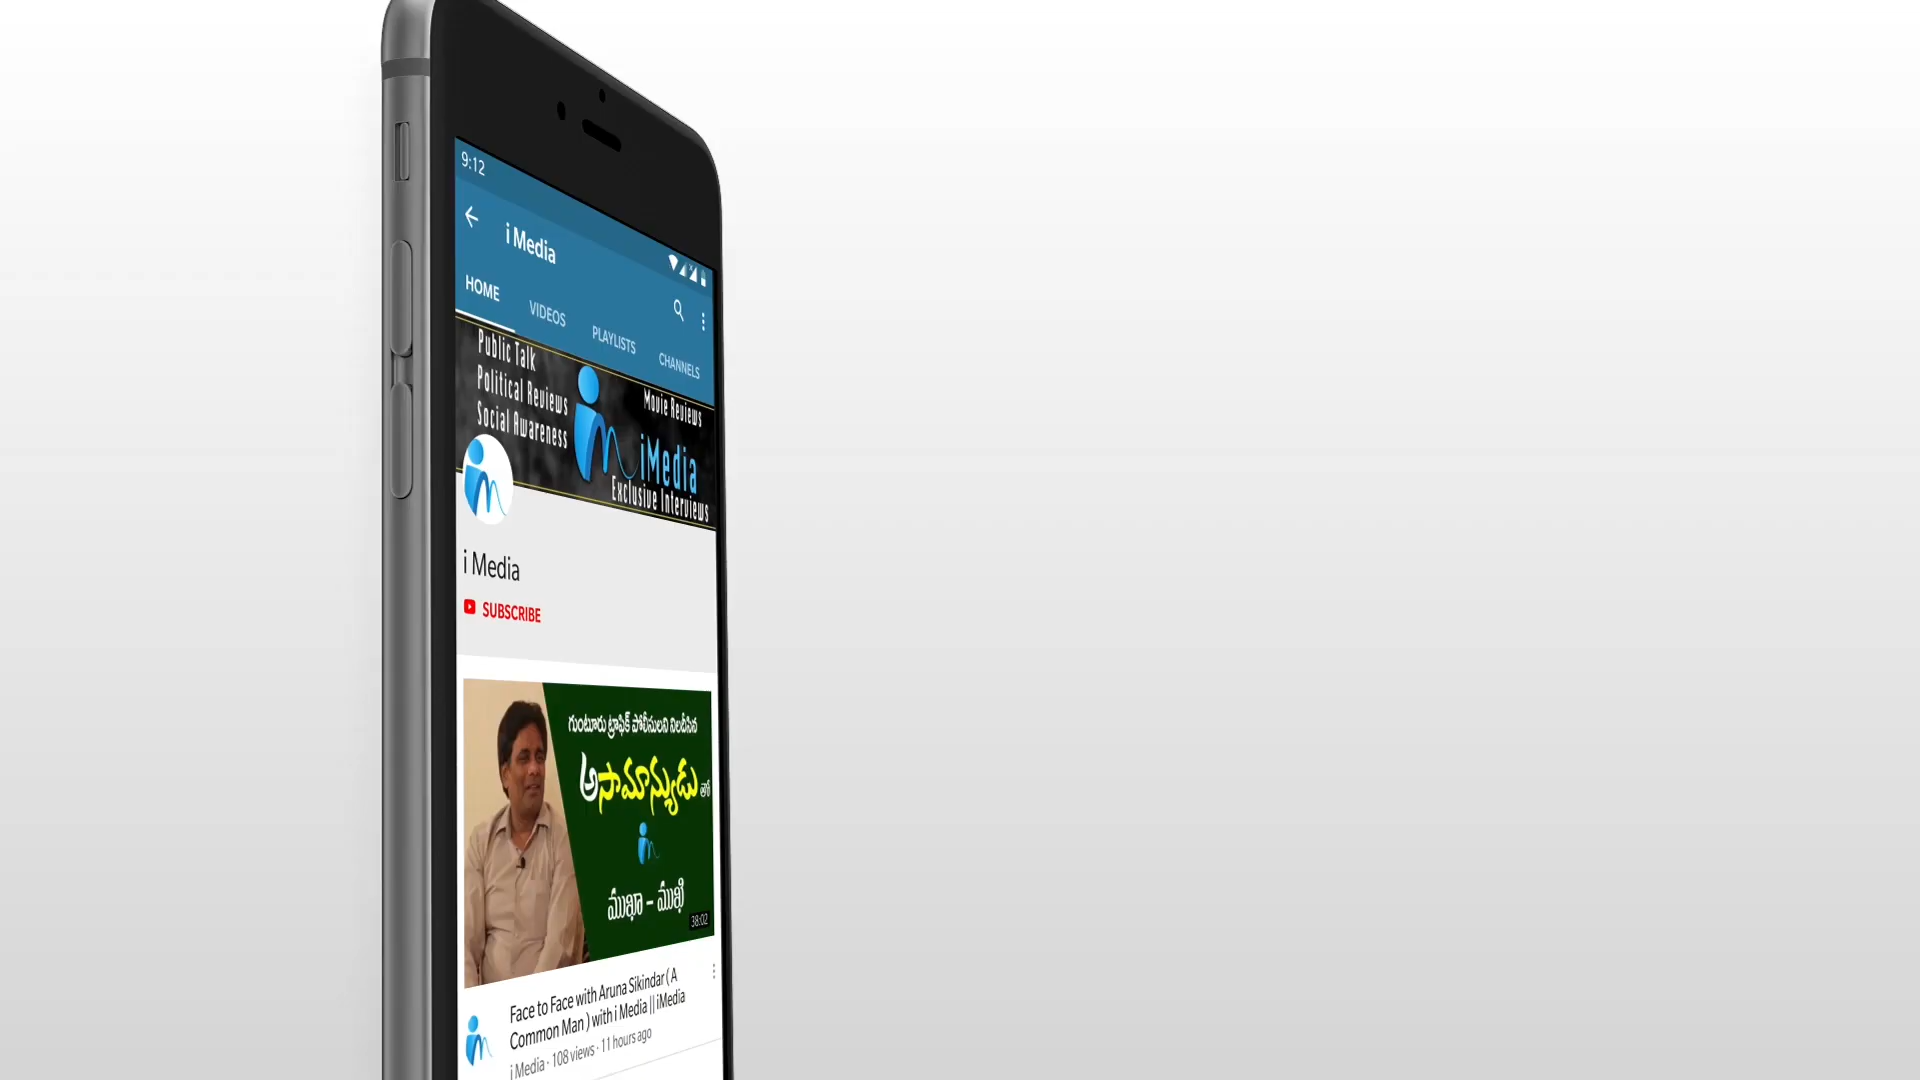 9:12
i Media
HOME
VIDEOS
PLAYLISTS
CHANNELS
Public Talk
Political Reviews
Social Awareness
Movie Reviews
iMedia
Exclusive Interviews
i Media
SUBSCRIBE
గుంటూరు ట్రాఫిక్ పోలీసులని నిలదీసిన
అసామాన్యుడు తో
ముఖా - ముఖి
38:02
Face to Face with Aruna Sikindar ( A
Common Man ) with i Media || iMedia
i Media · 108 views · 11 hours ago